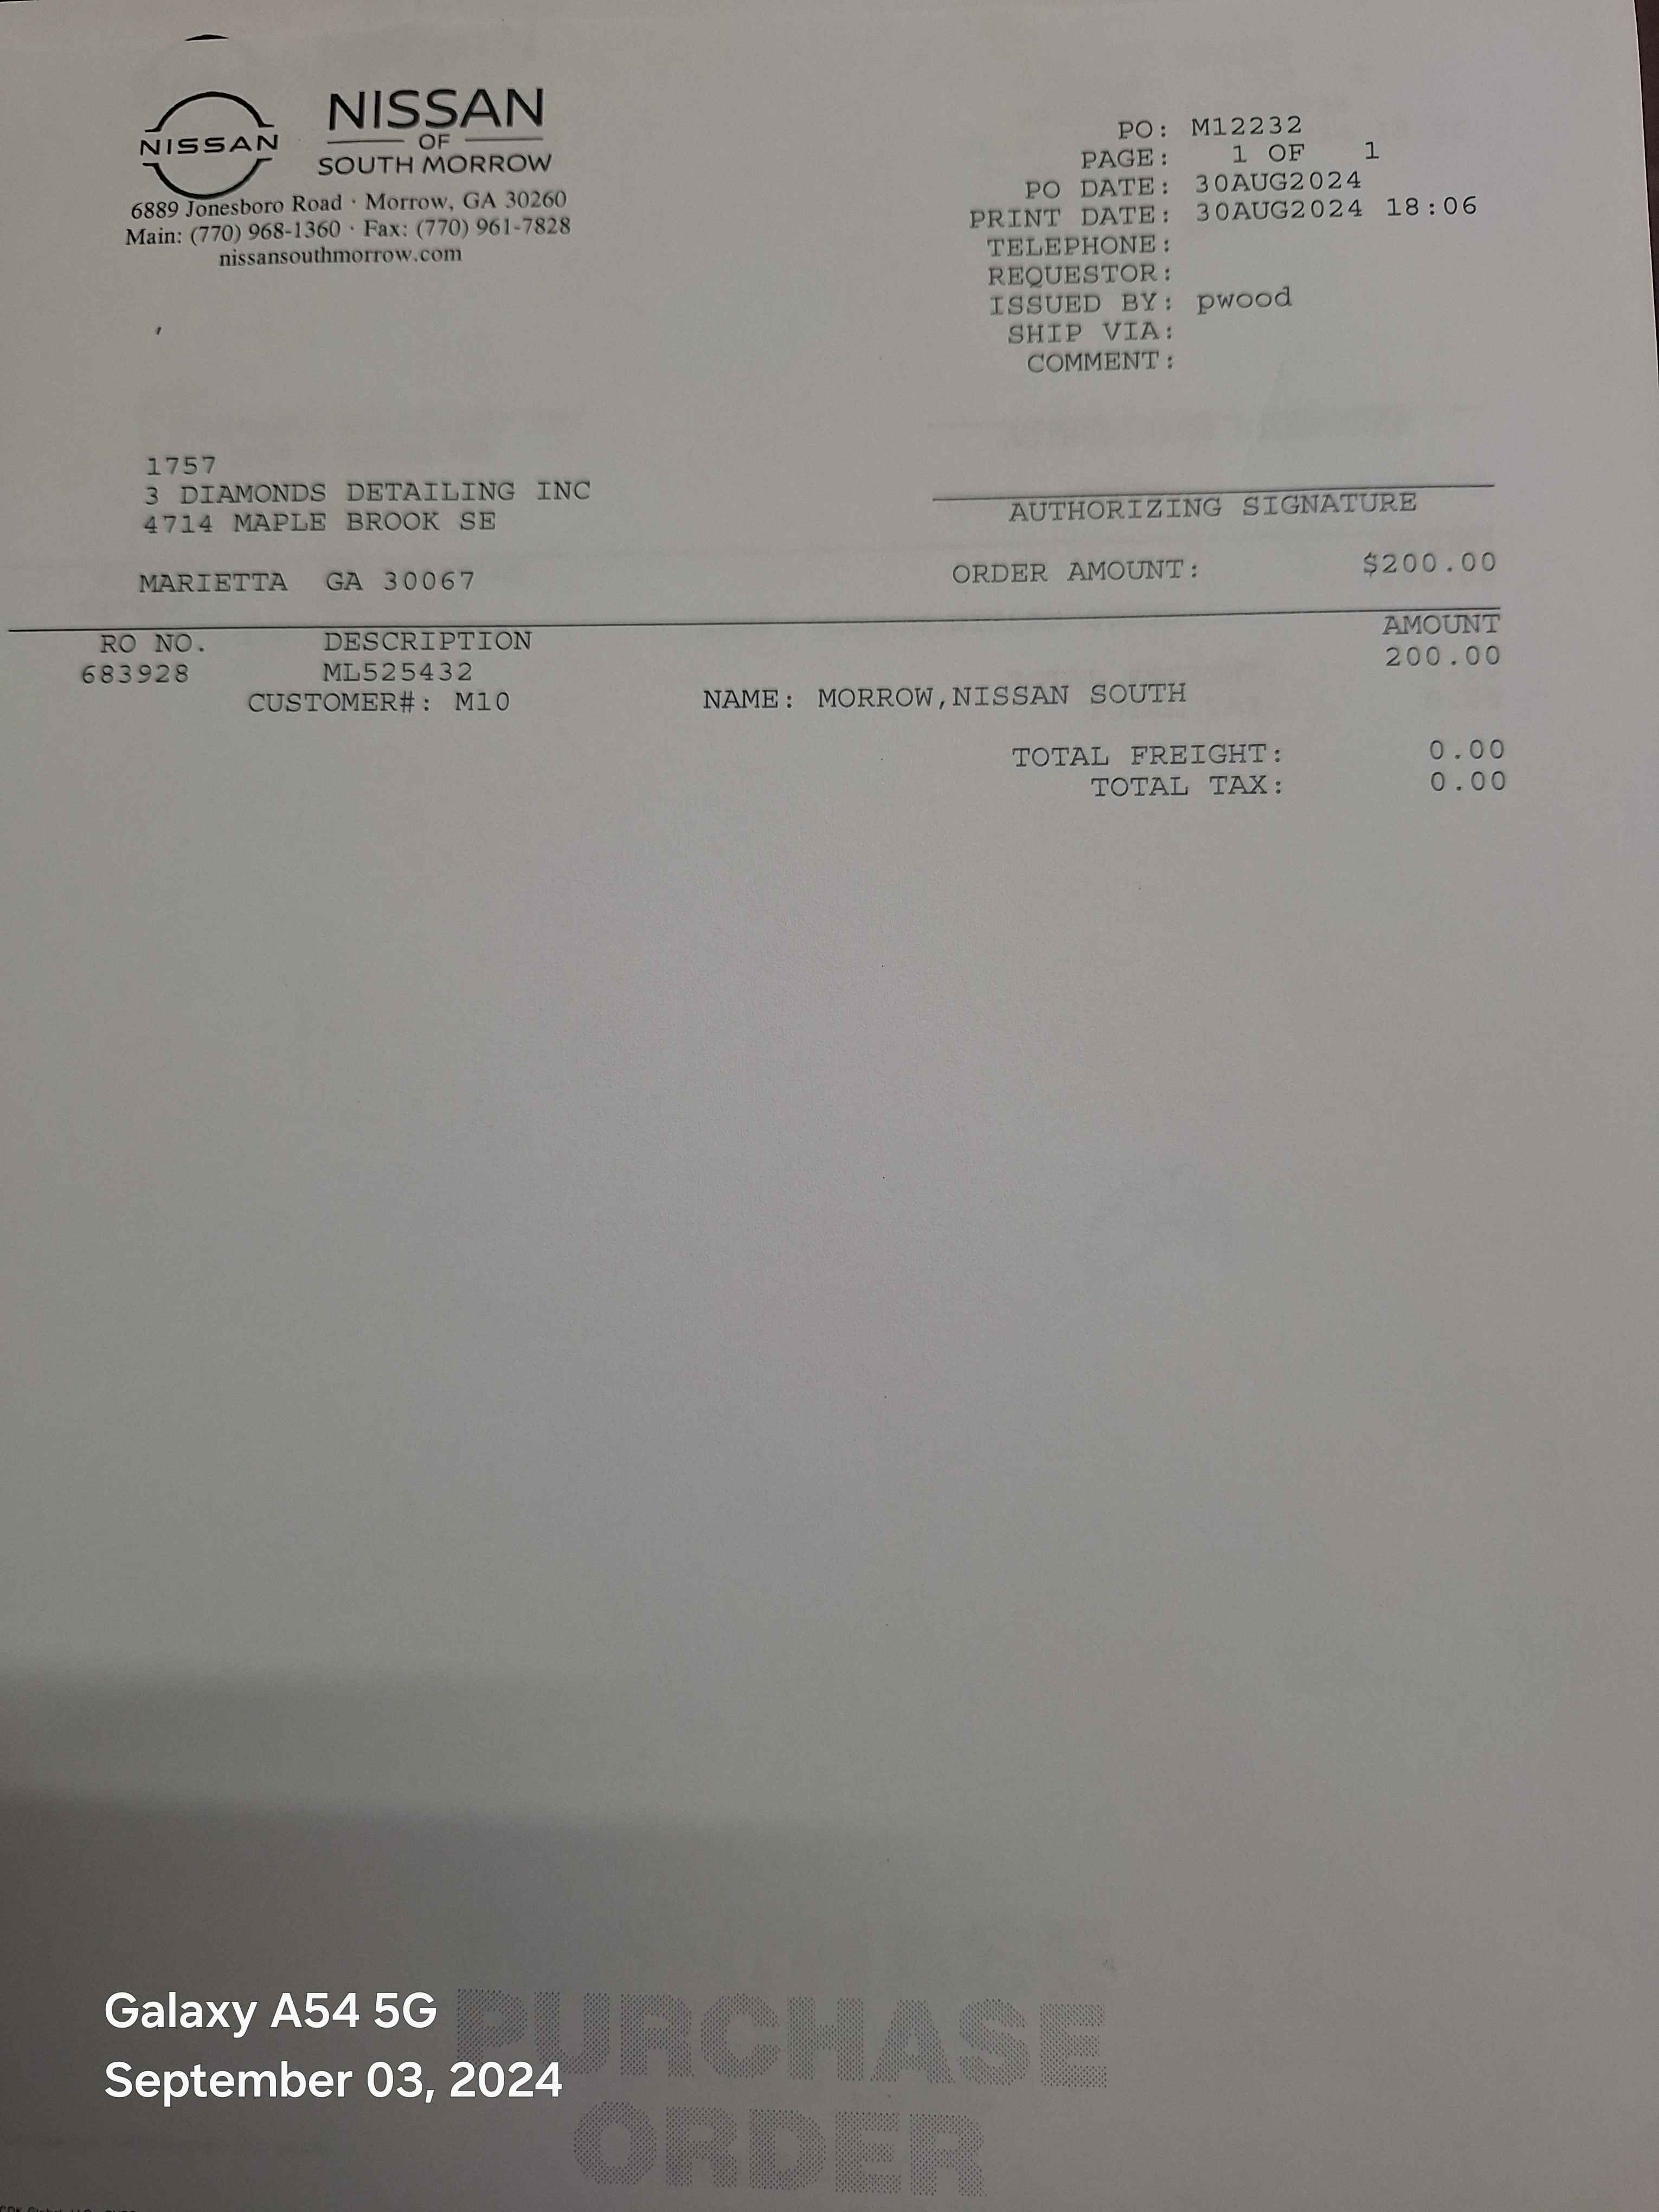 NISSAN
NISSAN
OF
SOUTH MORROW
6889 Jonesboro Road · Morrow, GA 30260
Main: (770) 968-1360 · Fax: (770) 961-7828
nissansouthmorrow.com
PO: M12232
PAGE: 1 OF 1
PO DATE: 30AUG2024
PRINT DATE: 30AUG2024 18:06
TELEPHONE:
REQUESTOR:
ISSUED BY: pwood
SHIP VIA:
COMMENT:
1757
3 DIAMONDS DETAILING INC
4714 MAPLE BROOK SE
MARIETTA GA 30067
AUTHORIZING SIGNATURE
ORDER AMOUNT: $200.00
RO NO. DESCRIPTION AMOUNT
683928 ML525432 200.00
CUSTOMER#: M10 NAME: MORROW,NISSAN SOUTH
TOTAL FREIGHT: 0.00
TOTAL TAX: 0.00
PURCHASE
ORDER
Galaxy A54 5G
September 03, 2024